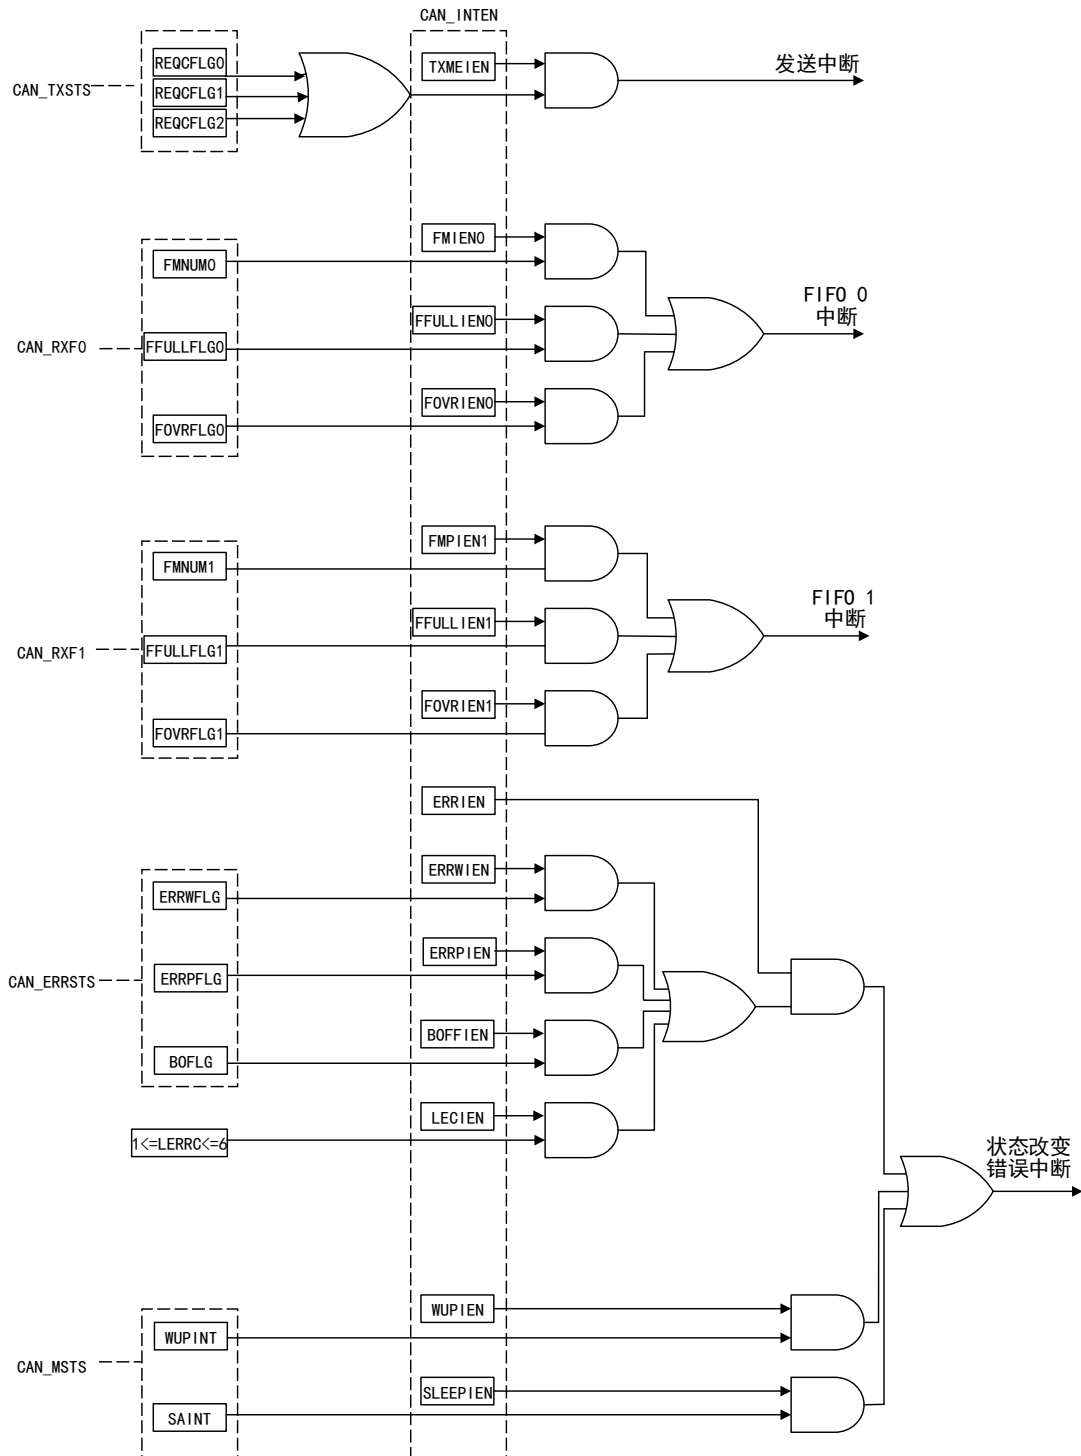 CAN_INTEN
REQCFLG0
TXMEIEN
发送中断
CAN_TXSTS
REQCFLG1
REQCFLG2
FMIEN0
FMNUM0
FIFO 0
中断
FFULLIEN0
CAN_RXF0
FFULLFLG0
FOVRIEN0
FOVRFLG0
FMPIEN1
FMNUM1
FIFO 1
中断
FFULLIEN1
CAN_RXF1
FFULLFLG1
FOVRIEN1
FOVRFLG1
ERRIEN
ERRWIEN
ERRWFLG
ERRPIEN
CAN_ERRSTS
ERRPFLG
BOFFIEN
BOFLG
LECIEN
1<=LERRC<=6
状态改变
错误中断
WUPIEN
WUPINT
CAN_MSTS
SLEEPIEN
SAINT